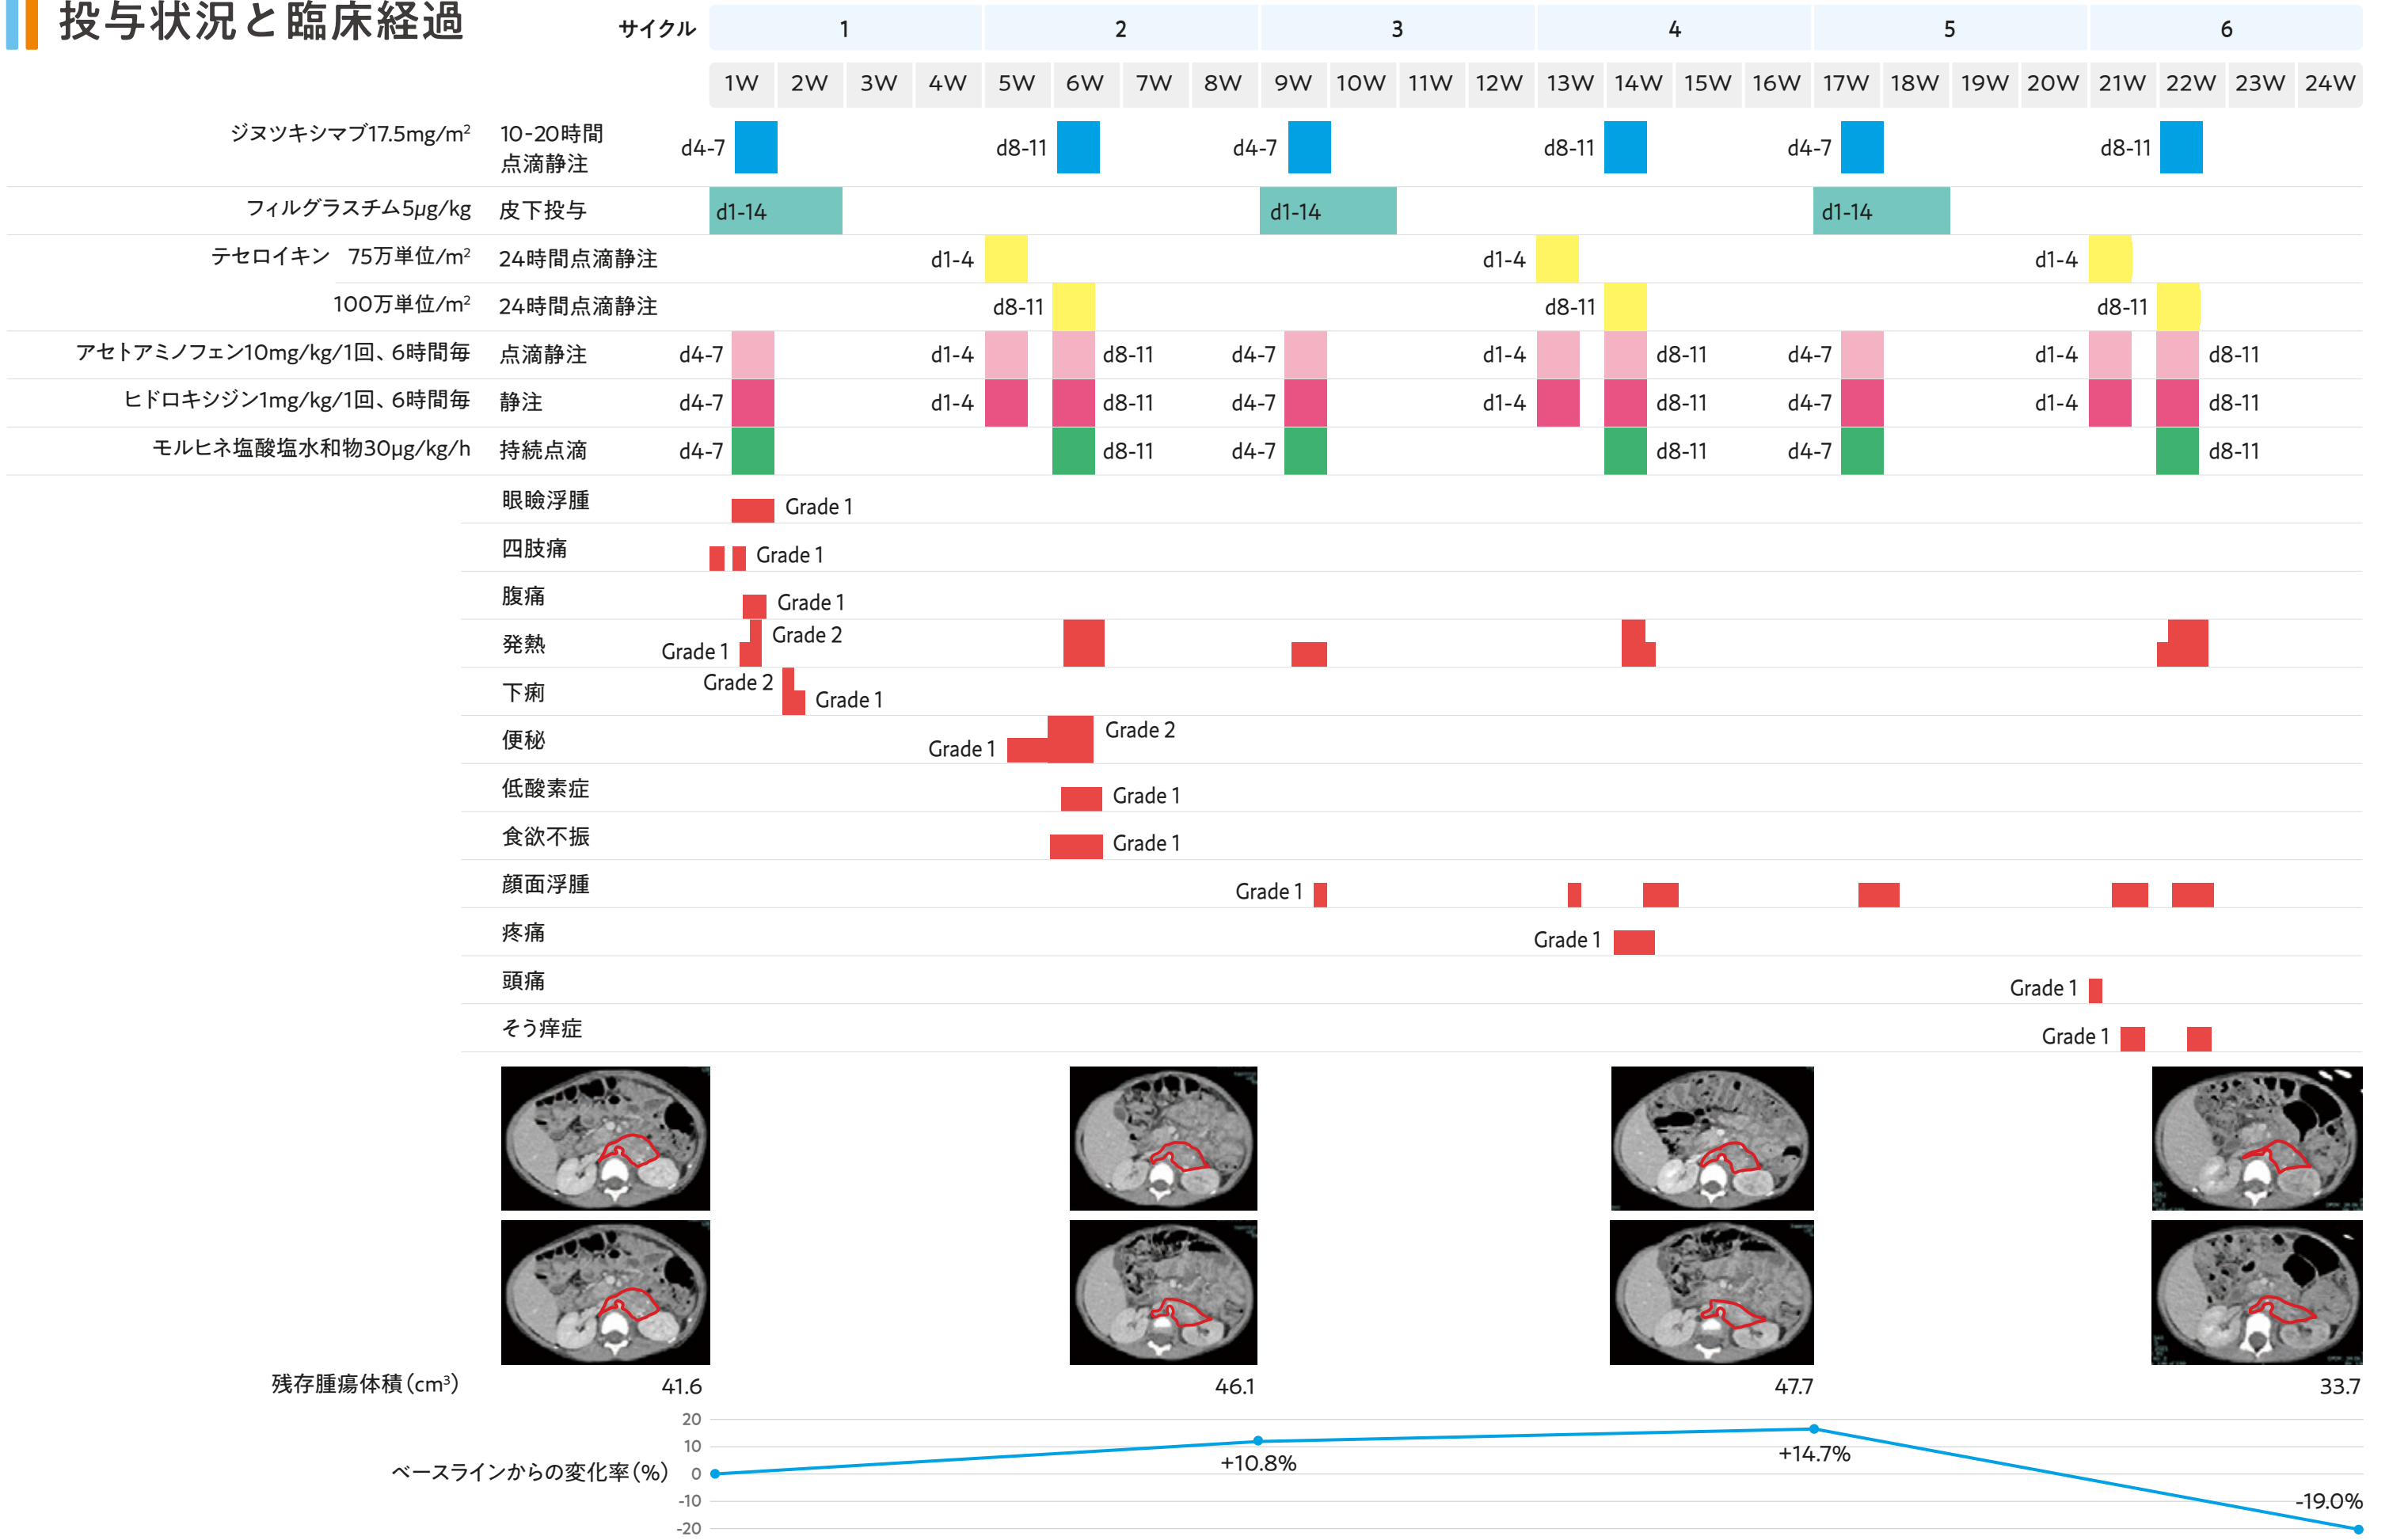 投与状況と臨床経過
サイクル 1 2 3 4 5 6
1W 2W 3W 4W 5W 6W 7W 8W 9W 10W 11W 12W 13W 14W 15W 16W 17W 18W 19W 20W 21W 22W 23W 24W
ジヌツキシマブ17.5mg/m² 10-20時間
点滴静注
d4-7 d8-11 d4-7 d8-11 d4-7 d8-11
フィルグラスチム5μg/kg 皮下投与 d1-14 d1-14 d1-14
テセロイキン 75万単位/m² 24時間点滴静注 d1-4 d1-4 d1-4
100万単位/m² 24時間点滴静注 d8-11 d8-11 d8-11
アセトアミノフェン10mg/kg/1回、6時間毎 点滴静注 d4-7 d1-4 d8-11 d4-7 d1-4 d8-11 d4-7 d1-4 d8-11
ヒドロキシジン1mg/kg/1回、6時間毎 静注 d4-7 d1-4 d8-11 d4-7 d1-4 d8-11 d4-7 d1-4 d8-11
モルヒネ塩酸塩水和物30μg/kg/h 持続点滴 d4-7 d8-11 d4-7 d8-11 d4-7 d8-11
眼瞼浮腫 Grade 1
四肢痛 Grade 1
腹痛 Grade 1
発熱 Grade 1 Grade 2
下痢 Grade 2 Grade 1
便秘 Grade 1 Grade 2
低酸素症 Grade 1
食欲不振 Grade 1
顔面浮腫 Grade 1
疼痛 Grade 1
頭痛 Grade 1
そう痒症 Grade 1
残存腫瘍体積（cm³） 41.6 46.1 47.7 33.7
ベースラインからの変化率（%）
20
10
0
-10
-20
+10.8%
+14.7%
-19.0%